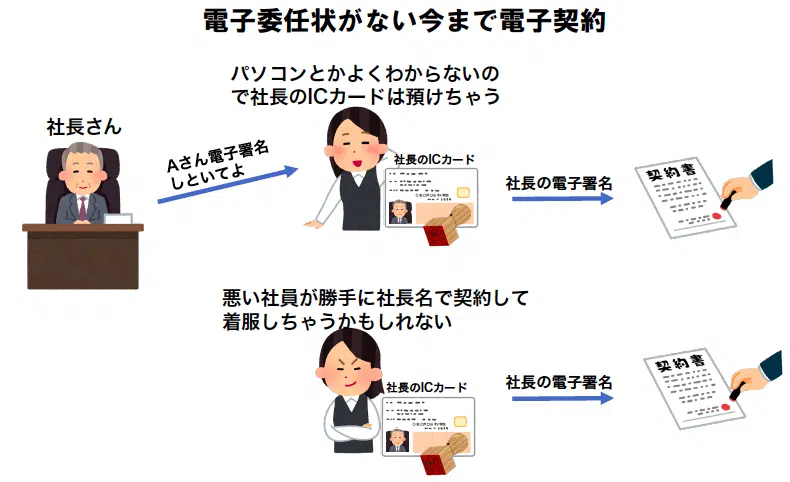 電子委任状がない今まで電子契約
パソコンとかよくわからないの
で社長のICカードは預けちゃう
社長さん
Aさん電子署名
しといてよ
社長のICカード
社長の電子署名
契約書
悪い社員が勝手に社長名で契約して
着服しちゃうかもしれない
社長のICカード
社長の電子署名
契約書